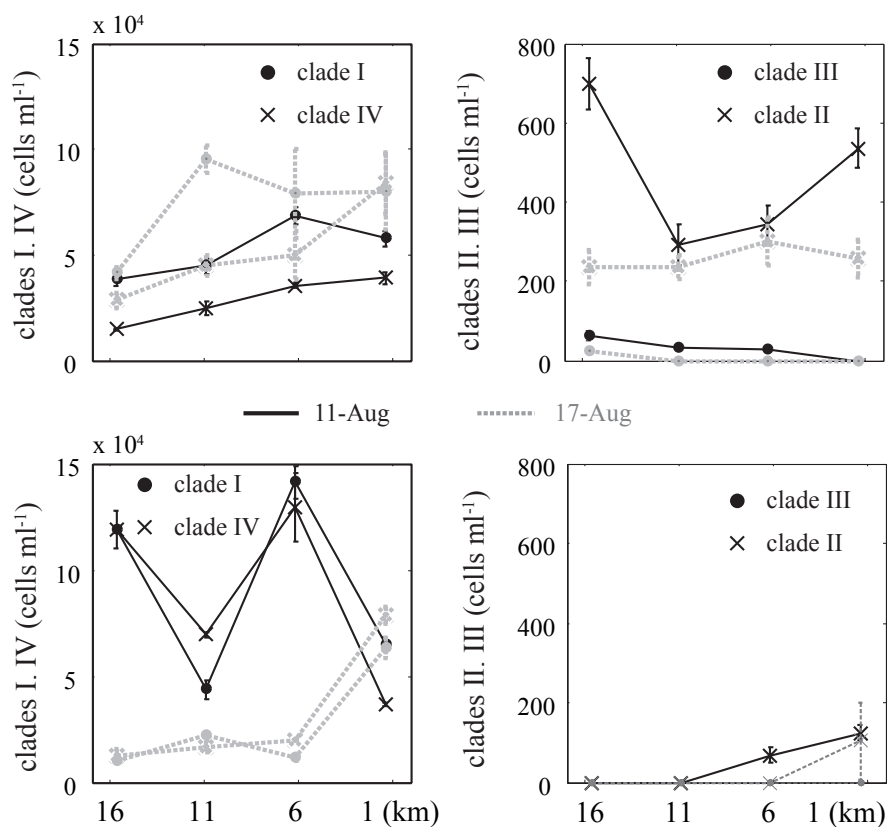 x 10⁴
15
10
5
0
clades I. IV (cells ml⁻¹)
clade I
clade IV
800
600
400
200
0
clades II. III (cells ml⁻¹)
clade III
clade II
11-Aug
17-Aug
x 10⁴
15
10
5
0
clades I. IV (cells ml⁻¹)
clade I
clade IV
16 11 6 1 (km)
800
600
400
200
0
clades II. III (cells ml⁻¹)
clade III
clade II
16 11 6 1 (km)